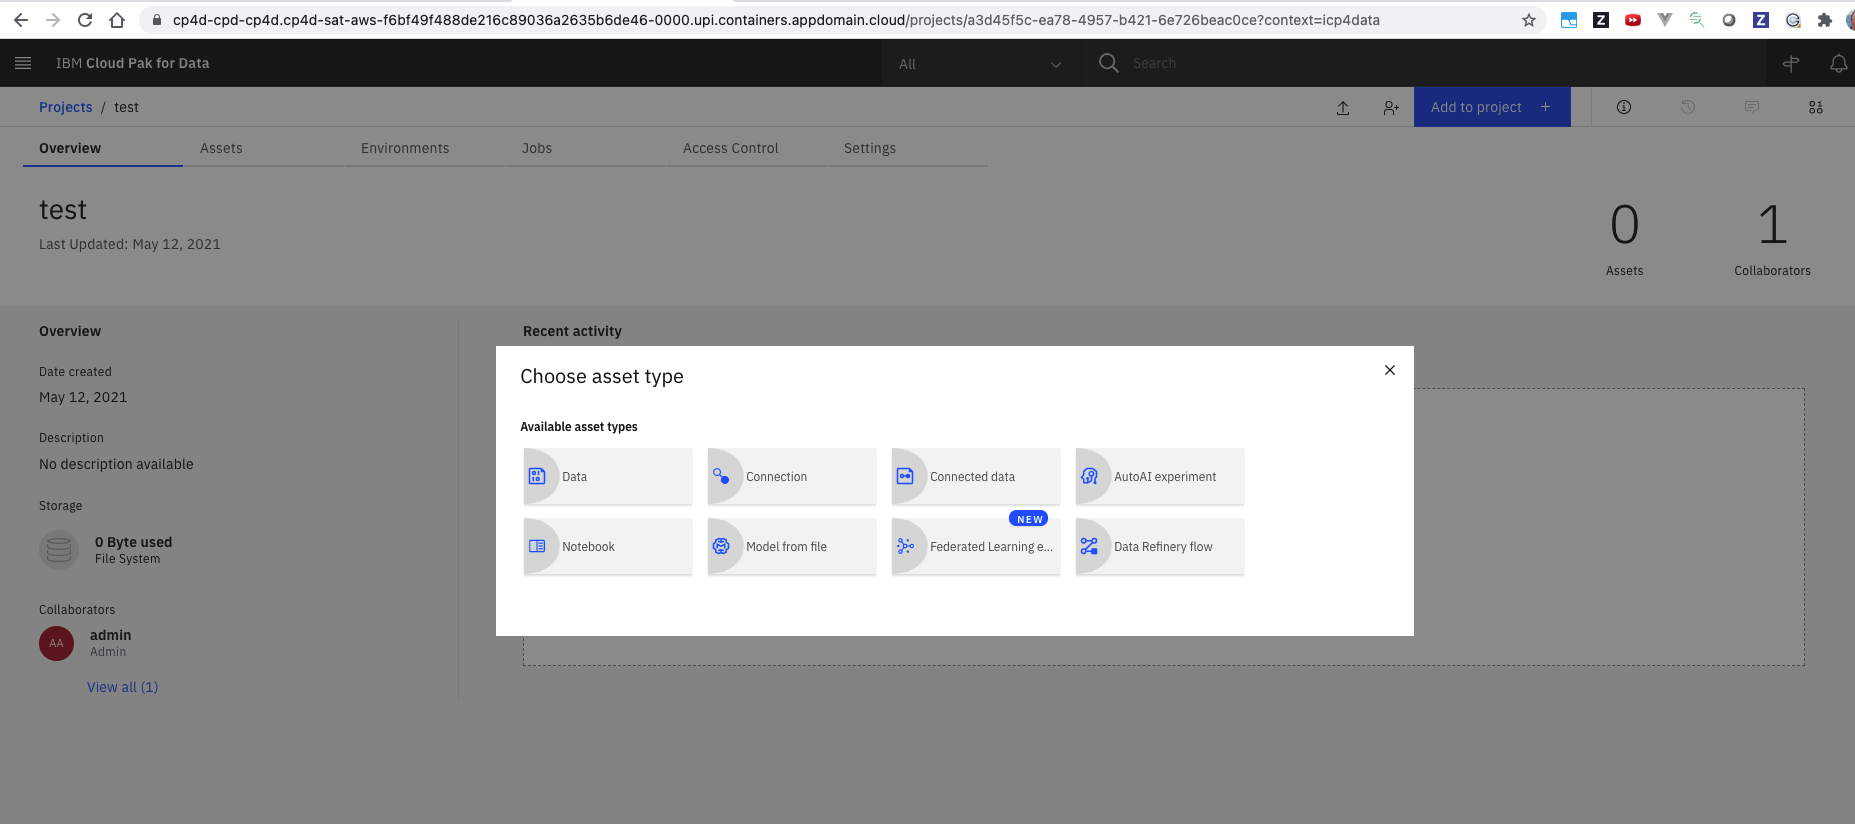 cp4d-cpd-cp4d.cp4d-sat-aws-f6bf49f488de216c89036a2635b6de46-0000.upi.containers.appdomain.cloud/projects/a3d45f5c-ea78-4957-b421-6e726beac0ce?context=icp4data
IBM Cloud Pak for Data
All
Search
Projects / test
Add to project +
Overview
Assets
Environments
Jobs
Access Control
Settings
test
Last Updated: May 12, 2021
0
Assets
1
Collaborators
Overview
Date created
May 12, 2021
Description
No description available
Storage
0 Byte used
File System
Collaborators
AA
admin
Admin
View all (1)
Recent activity
Choose asset type
Available asset types
Data
Connection
Connected data
AutoAI experiment
Notebook
Model from file
NEW
Federated Learning e...
Data Refinery flow